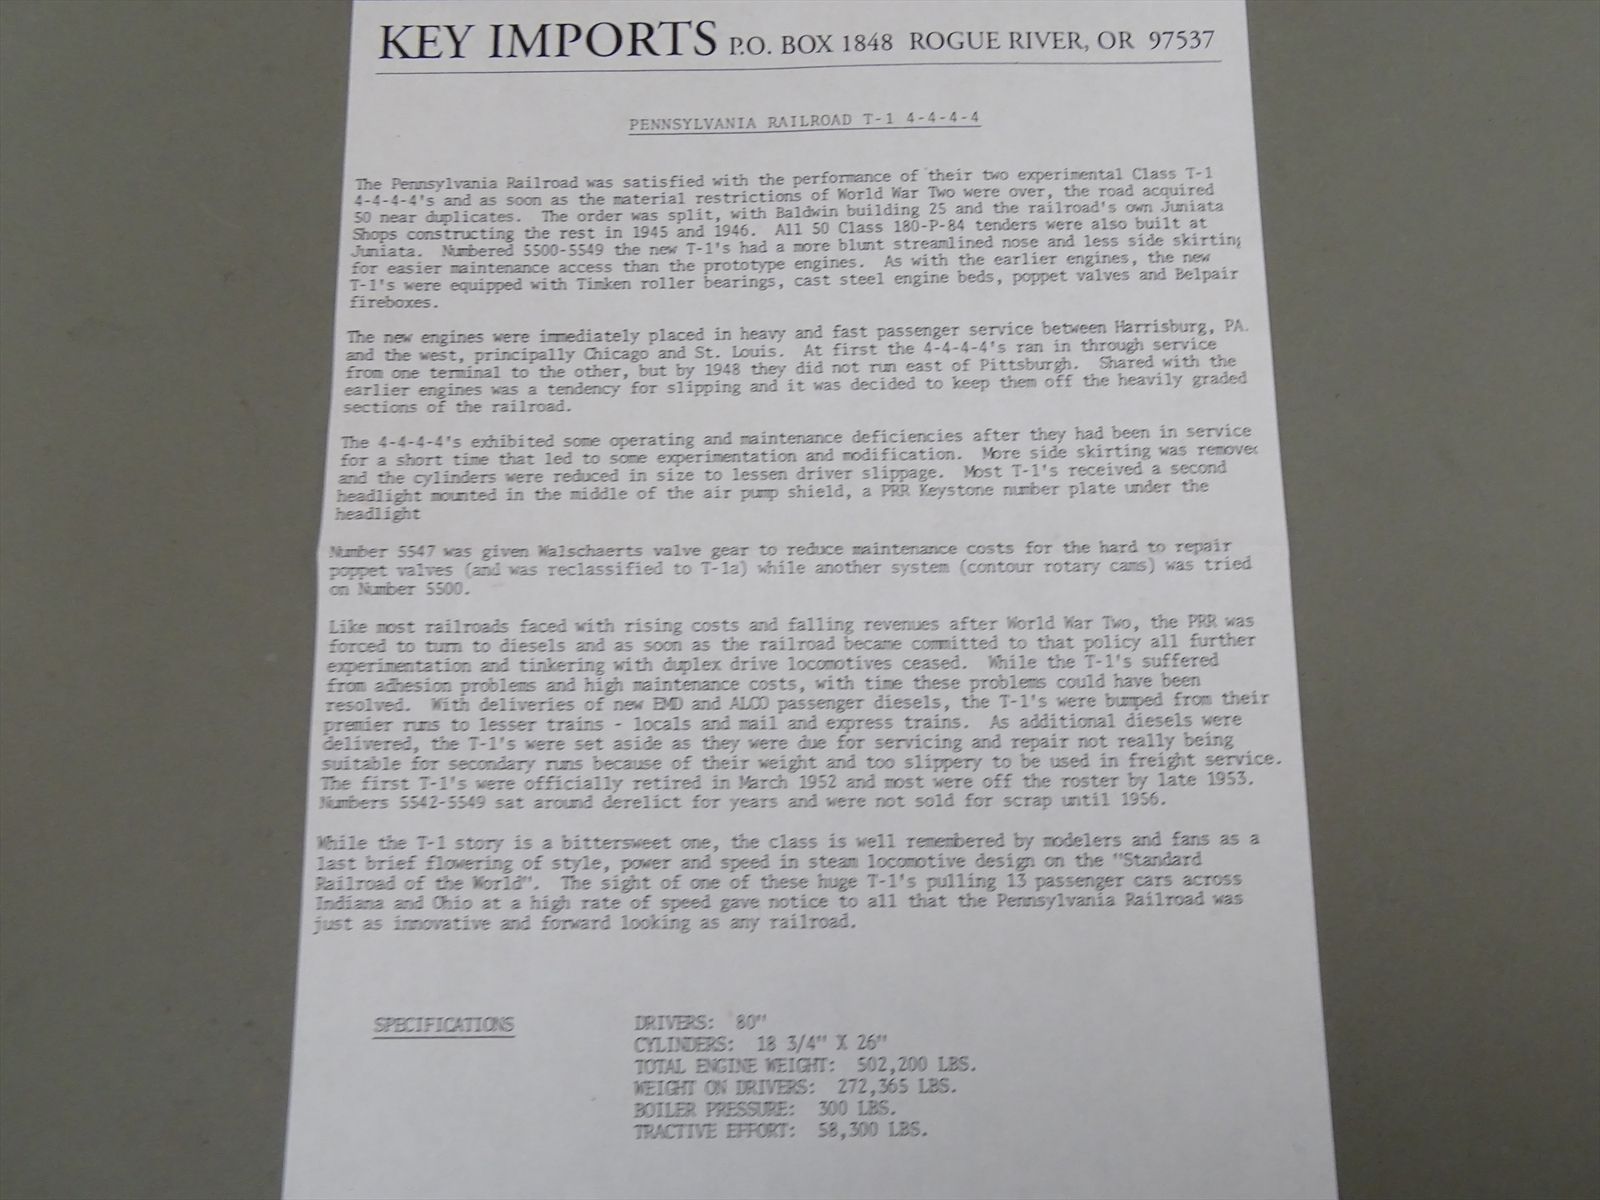 KEY IMPORTS P.O. BOX 1848 ROGUE RIVER, OR 97537
PENNSYLVANIA RAILROAD T-1 4-4-4-4
The Pennsylvania Railroad was satisfied with the performance of their two experimental Class T-1
4-4-4-4's and as soon as the material restrictions of World War Two were over, the road acquired
50 near duplicates. The order was split, with Baldwin building 25 and the railroad's own Juniata
Shops constructing the rest in 1945 and 1946. All 50 Class 180-P-84 tenders were also built at
Juniata. Numbered 5500-5549 the new T-1's had a more blunt streamlined nose and less side skirting
for easier maintenance access than the prototype engines. As with the earlier engines, the new
T-1's were equipped with Timken roller bearings, cast steel engine beds, poppet valves and Belpair
fireboxes.
The new engines were immediately placed in heavy and fast passenger service between Harrisburg, PA.
and the west, principally Chicago and St. Louis. At first the 4-4-4-4's ran in through service
from one terminal to the other, but by 1948 they did not run east of Pittsburgh. Shared with the
earlier engines was a tendency for slipping and it was decided to keep them off the heavily graded
sections of the railroad.
The 4-4-4-4's exhibited some operating and maintenance deficiencies after they had been in service
for a short time that led to some experimentation and modification. More side skirting was remove
and the cylinders were reduced in size to lessen driver slippage. Most T-1's received a second
headlight mounted in the middle of the air pump shield, a PRR Keystone number plate under the
headlight
Number 5547 was given Walschaerts valve gear to reduce maintenance costs for the hard to repair
poppet valves (and was reclassified to T-1a) while another system (contour rotary cams) was tried
on Number 5500.
Like most railroads faced with rising costs and falling revenues after World War Two, the PRR was
forced to turn to diesels and as soon as the railroad became committed to that policy all further
experimentation and tinkering with duplex drive locomotives ceased. While the T-1's suffered
from adhesion problems and high maintenance costs, with time these problems could have been
resolved. With deliveries of new EMD and ALCO passenger diesels, the T-1's were bumped from their
premier runs to lesser trains - locals and mail and express trains. As additional diesels were
delivered, the T-1's were set aside as they were due for servicing and repair not really being
suitable for secondary runs because of their weight and too slippery to be used in freight service.
The first T-1's were officially retired in March 1952 and most were off the roster by late 1953.
Numbers 5542-5549 sat around derelict for years and were not sold for scrap until 1956.
While the T-1 story is a bittersweet one, the class is well remembered by modelers and fans as a
last brief flowering of style, power and speed in steam locomotive design on the "Standard
Railroad of the World". The sight of one of these huge T-1's pulling 13 passenger cars across
Indiana and Ohio at a high rate of speed gave notice to all that the Pennsylvania Railroad was
just as innovative and forward looking as any railroad.
SPECIFICATIONS
DRIVERS: 80"
CYLINDERS: 18 3/4" X 26"
TOTAL ENGINE WEIGHT: 502,200 LBS.
WEIGHT ON DRIVERS: 272,365 LBS.
BOILER PRESSURE: 300 LBS.
TRACTIVE EFFORT: 58,300 LBS.